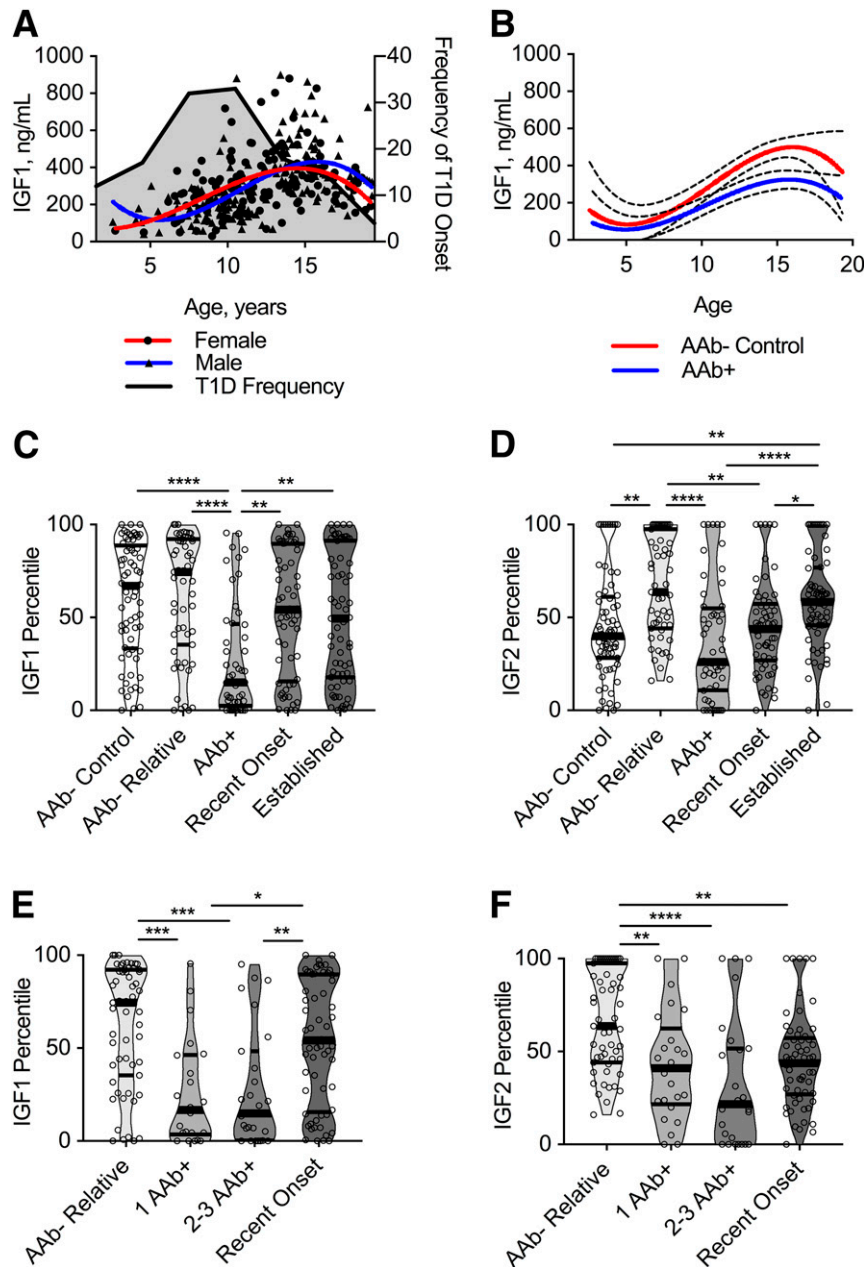 A
IGF1, ng/mL
1000
800
600
400
200
0
5
10
15
Age, years
40
30
20
10
0
Frequency of T1D Onset
Female
Male
T1D Frequency
B
IGF1, ng/mL
1000
800
600
400
200
0
0
5
10
15
20
Age
AAb- Control
AAb+
C
****
**
****
**
IGF1 Percentile
100
50
0
AAb- Control
AAb- Relative
AAb+
Recent Onset
Established
D
**
****
**
**
****
*
IGF2 Percentile
100
50
0
AAb- Control
AAb- Relative
AAb+
Recent Onset
Established
E
*
***
***
**
IGF1 Percentile
100
50
0
AAb- Relative
1 AAb+
2-3 AAb+
Recent Onset
F
**
****
**
IGF2 Percentile
100
50
0
AAb- Relative
1 AAb+
2-3 AAb+
Recent Onset